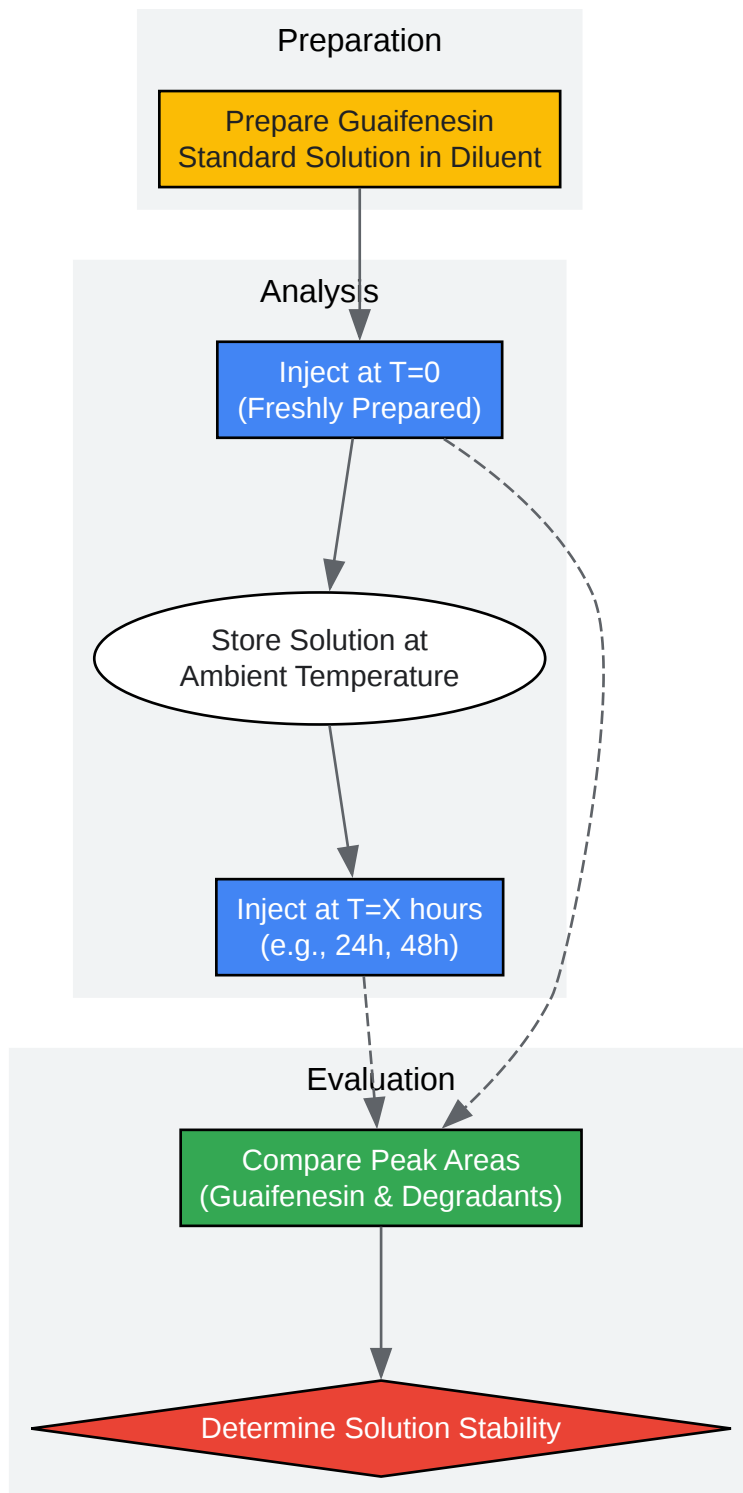 Preparation
Prepare Guaifenesin
Standard Solution in Diluent
Analysis
Inject at T=0
(Freshly Prepared)
Store Solution at
Ambient Temperature
Inject at T=X hours
(e.g., 24h, 48h)
Evaluation
Compare Peak Areas
(Guaifenesin & Degradants)
Determine Solution Stability